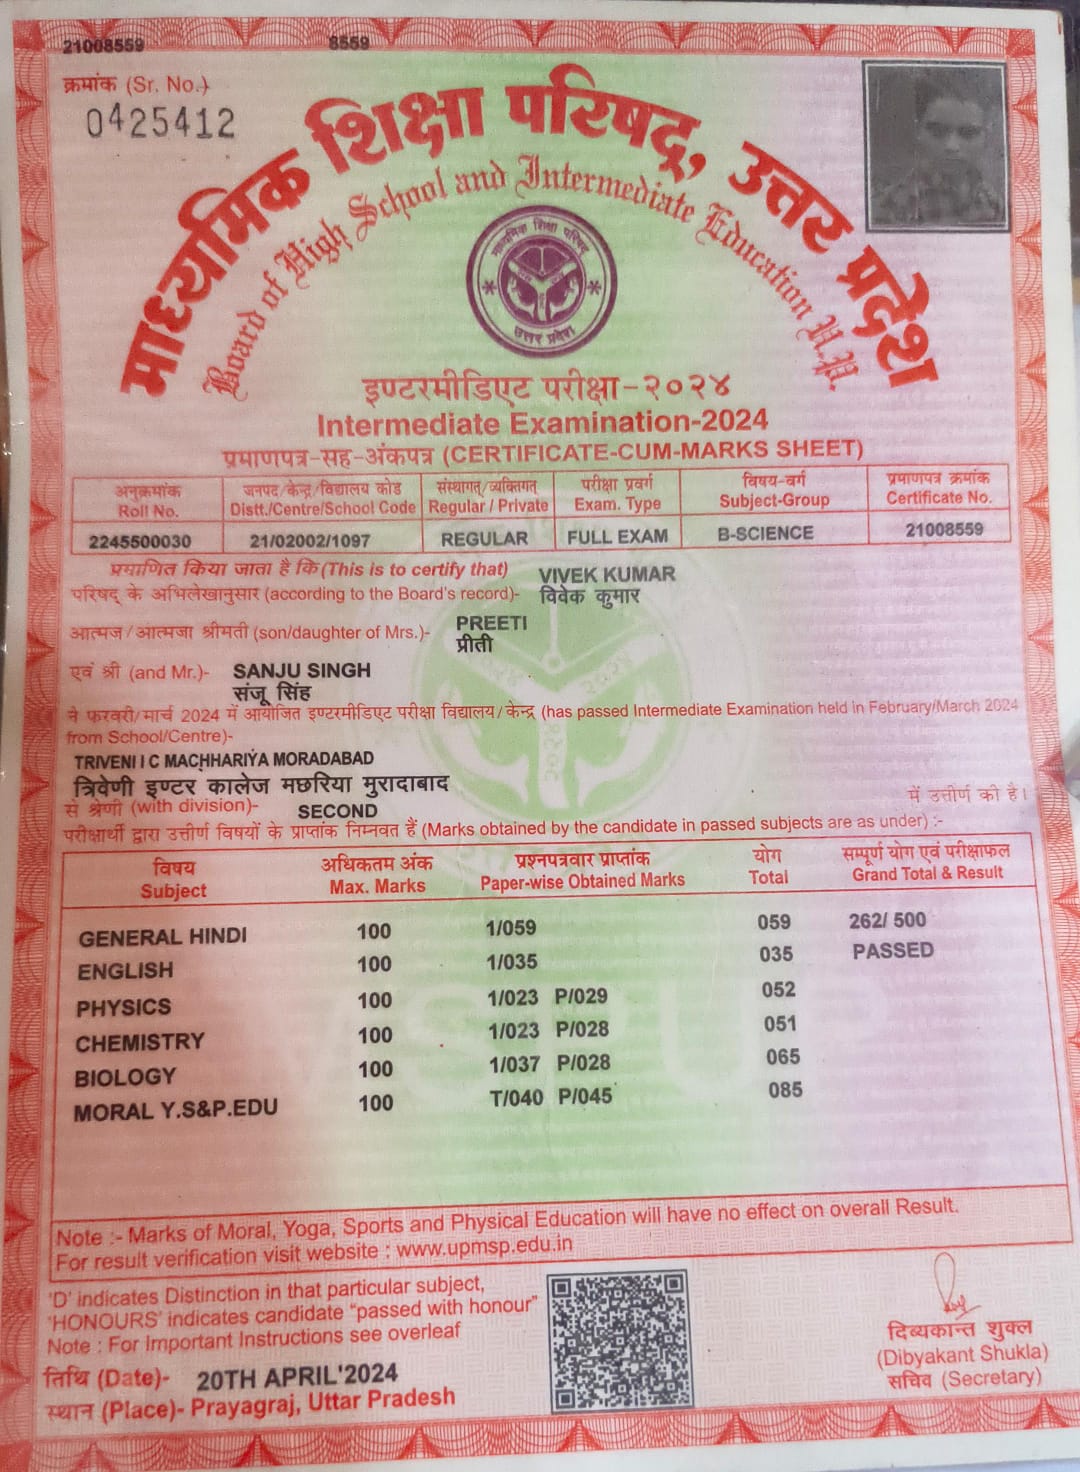 21008559 8559
क्रमांक (Sr. No.)
0425412
माध्यमिक शिक्षा परिषद्, उत्तर प्रदेश
Board of High School and Intermediate Education U.P.
माध्यमिक शिक्षा परिषद्
उत्तर प्रदेश
इण्टरमीडिएट परीक्षा-२०२४
Intermediate Examination-2024
प्रमाणपत्र-सह-अंकपत्र (CERTIFICATE-CUM-MARKS SHEET)
अनुक्रमांक जनपद/केन्द्र/विद्यालय कोड संस्थागत्/व्यक्तिगत् परीक्षा प्रवर्ग विषय-वर्ग प्रमाणपत्र क्रमांक
Roll No. Distt./Centre/School Code Regular / Private Exam. Type Subject-Group Certificate No.
2245500030 21/02002/1097 REGULAR FULL EXAM B-SCIENCE 21008559
प्रमाणित किया जाता है कि (This is to certify that) VIVEK KUMAR
परिषद् के अभिलेखानुसार (according to the Board's record)- विवेक कुमार
आत्मज/आत्मजा श्रीमती (son/daughter of Mrs.)- PREETI
प्रीती
एवं श्री (and Mr.)- SANJU SINGH
संजू सिंह
ने फरवरी/मार्च 2024 में आयोजित इण्टरमीडिएट परीक्षा विद्यालय/केन्द्र (has passed Intermediate Examination held in February/March 2024
from School/Centre)-
TRIVENI I C MACHHARIYA MORADABAD
त्रिवेणी इण्टर कालेज मछरिया मुरादाबाद
से श्रेणी (with division)- SECOND में उत्तीर्ण की है।
परीक्षार्थी द्वारा उत्तीर्ण विषयों के प्राप्तांक निम्नवत हैं (Marks obtained by the candidate in passed subjects are as under) :-
विषय अधिकतम अंक प्रश्नपत्रवार प्राप्तांक योग सम्पूर्ण योग एवं परीक्षाफल
Subject Max. Marks Paper-wise Obtained Marks Total Grand Total & Result
GENERAL HINDI 100 1/059 059 262/ 500
ENGLISH 100 1/035 035 PASSED
PHYSICS 100 1/023 P/029 052
CHEMISTRY 100 1/023 P/028 051
BIOLOGY 100 1/037 P/028 065
MORAL Y.S&P.EDU 100 T/040 P/045 085
Note :- Marks of Moral, Yoga, Sports and Physical Education will have no effect on overall Result.
For result verification visit website : www.upmsp.edu.in
'D' indicates Distinction in that particular subject,
'HONOURS' indicates candidate "passed with honour"
Note : For Important Instructions see overleaf
तिथि (Date)- 20TH APRIL'2024
स्थान (Place)- Prayagraj, Uttar Pradesh
दिव्यकान्त शुक्ल
(Dibyakant Shukla)
सचिव (Secretary)